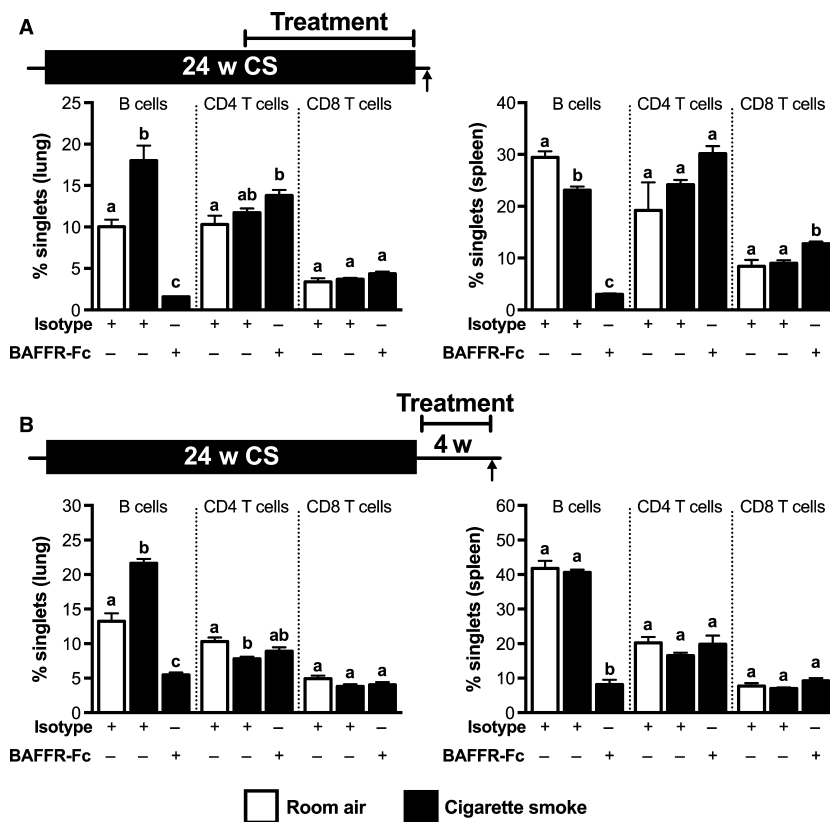 A
Treatment
24 w CS
B cells CD4 T cells CD8 T cells
% singlets (lung)
25
20
15
10
5
0
a b c a ab b a a a
Isotype + + – + + – + + –
BAFFR-Fc – – + – – + – – +
B cells CD4 T cells CD8 T cells
% singlets (spleen)
40
30
20
10
0
a b c a a a a a b
+ + – + + – + + –
– – + – – + – – +
B
Treatment
24 w CS
4 w
B cells CD4 T cells CD8 T cells
% singlets (lung)
30
25
20
15
10
5
0
a b c a b ab a a a
Isotype + + – + + – + + –
BAFFR-Fc – – + – – + – – +
B cells CD4 T cells CD8 T cells
% singlets (spleen)
60
50
40
30
20
10
0
a a b a a a a a a
Isotype + + – + + – + + –
BAFFR-Fc – – + – – + – – +
Room air Cigarette smoke